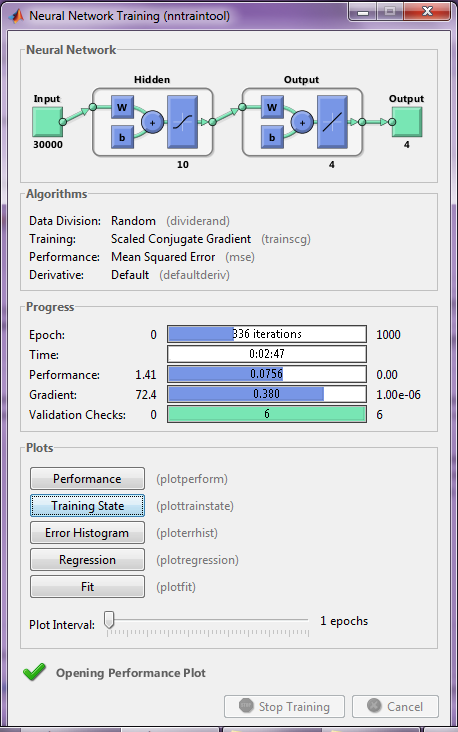 Neural Network Training (nntraintool)
Neural Network
Hidden
Output
Input
W
b
+
W
b
+
Output
30000
10
4
4
Algorithms
Data Division: Random (dividerand)
Training: Scaled Conjugate Gradient (trainscg)
Performance: Mean Squared Error (mse)
Derivative: Default (defaultderiv)
Progress
Epoch: 0 336 iterations 1000
Time: 0:02:47
Performance: 1.41 0.0756 0.00
Gradient: 72.4 0.380 1.00e-06
Validation Checks: 0 6 6
Plots
Performance (plotperform)
Training State (plottrainstate)
Error Histogram (ploterrhist)
Regression (plotregression)
Fit (plotfit)
Plot Interval: 1 epochs
Opening Performance Plot
Stop Training Cancel